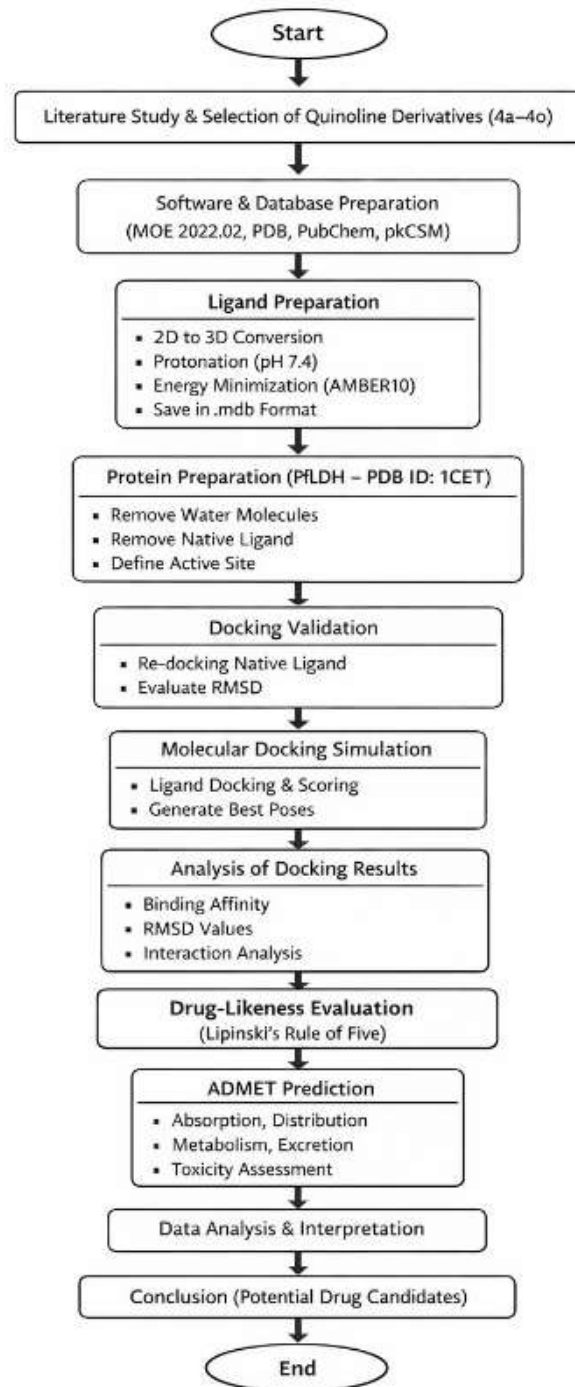 Start
Literature Study & Selection of Quinoline Derivatives (4a–4o)
Software & Database Preparation
(MOE 2022.02, PDB, PubChem, pkCSM)
Ligand Preparation
▪ 2D to 3D Conversion
▪ Protonation (pH 7.4)
▪ Energy Minimization (AMBER10)
▪ Save in .mdb Format
Protein Preparation (PfLDH – PDB ID: 1CET)
▪ Remove Water Molecules
▪ Remove Native Ligand
▪ Define Active Site
Docking Validation
▪ Re-docking Native Ligand
▪ Evaluate RMSD
Molecular Docking Simulation
▪ Ligand Docking & Scoring
▪ Generate Best Poses
Analysis of Docking Results
▪ Binding Affinity
▪ RMSD Values
▪ Interaction Analysis
Drug-Likeness Evaluation
(Lipinski's Rule of Five)
ADMET Prediction
▪ Absorption, Distribution
▪ Metabolism, Excretion
▪ Toxicity Assessment
Data Analysis & Interpretation
Conclusion (Potential Drug Candidates)
End